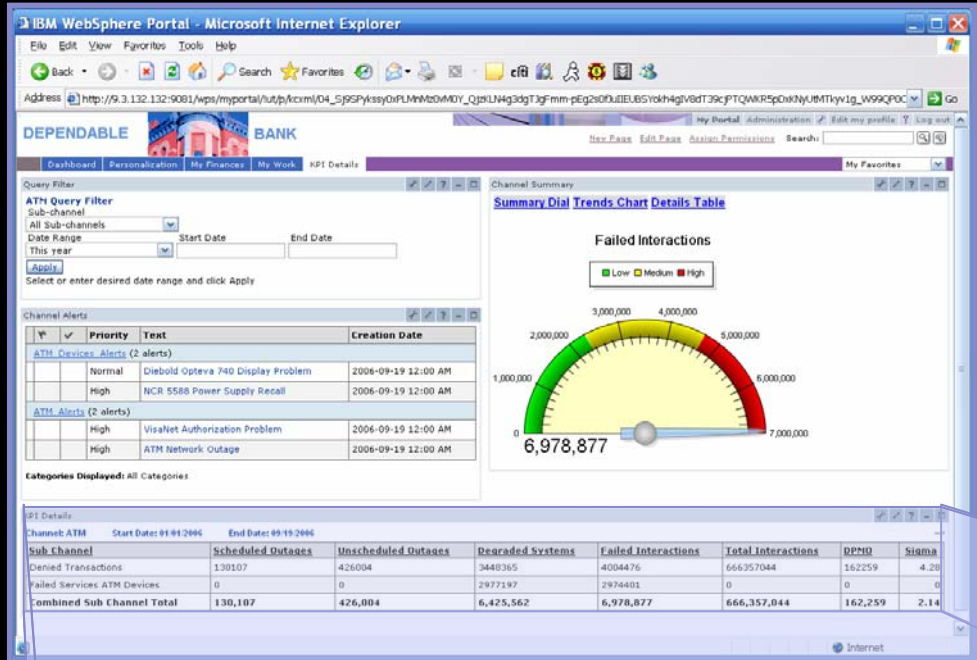 IBM WebSphere Portal - Microsoft Internet Explorer
File Edit View Favorites Tools Help
Back Search Favorites
Address http://9.3.132.132:9081/wps/myportal/ Go
My Portal Administration Edit my profile ? Log out
DEPENDABLE BANK
New Page Edit Page Assign Permissions Search:
Dashboard Personalization My Finances My Work KPI Details My Favorites
Query Filter
ATM Query Filter
Sub-channel
All Sub-channels
Date Range Start Date End Date
This year
Apply
Select or enter desired date range and click Apply
Channel Alerts
Priority Text Creation Date
ATM Devices Alerts (2 alerts)
Normal Diebold Opteva 740 Display Problem 2006-09-19 12:00 AM
High NCR 5588 Power Supply Recall 2006-09-19 12:00 AM
ATM Alerts (2 alerts)
High VisaNet Authorization Problem 2006-09-19 12:00 AM
High ATM Network Outage 2006-09-19 12:00 AM
Categories Displayed: All Categories
Channel Summary
Summary Dial Trends Chart Details Table
Failed Interactions
Low Medium High
3,000,000 4,000,000
2,000,000 5,000,000
1,000,000 6,000,000
0 7,000,000
6,978,877
KPI Details
Channel: ATM Start Date: 01/01/2006 End Date: 09/19/2006
Sub Channel Scheduled Outages Unscheduled Outages Degraded Systems Failed Interactions Total Interactions DPMO Sigma
Denied Transactions 130107 426004 3448365 4004476 666357044 162259 4.28
Failed Services ATM Devices 0 0 2977197 2974401 0 0 0
Combined Sub Channel Total 130,107 426,004 6,425,562 6,978,877 666,357,044 162,259 2.14
Internet